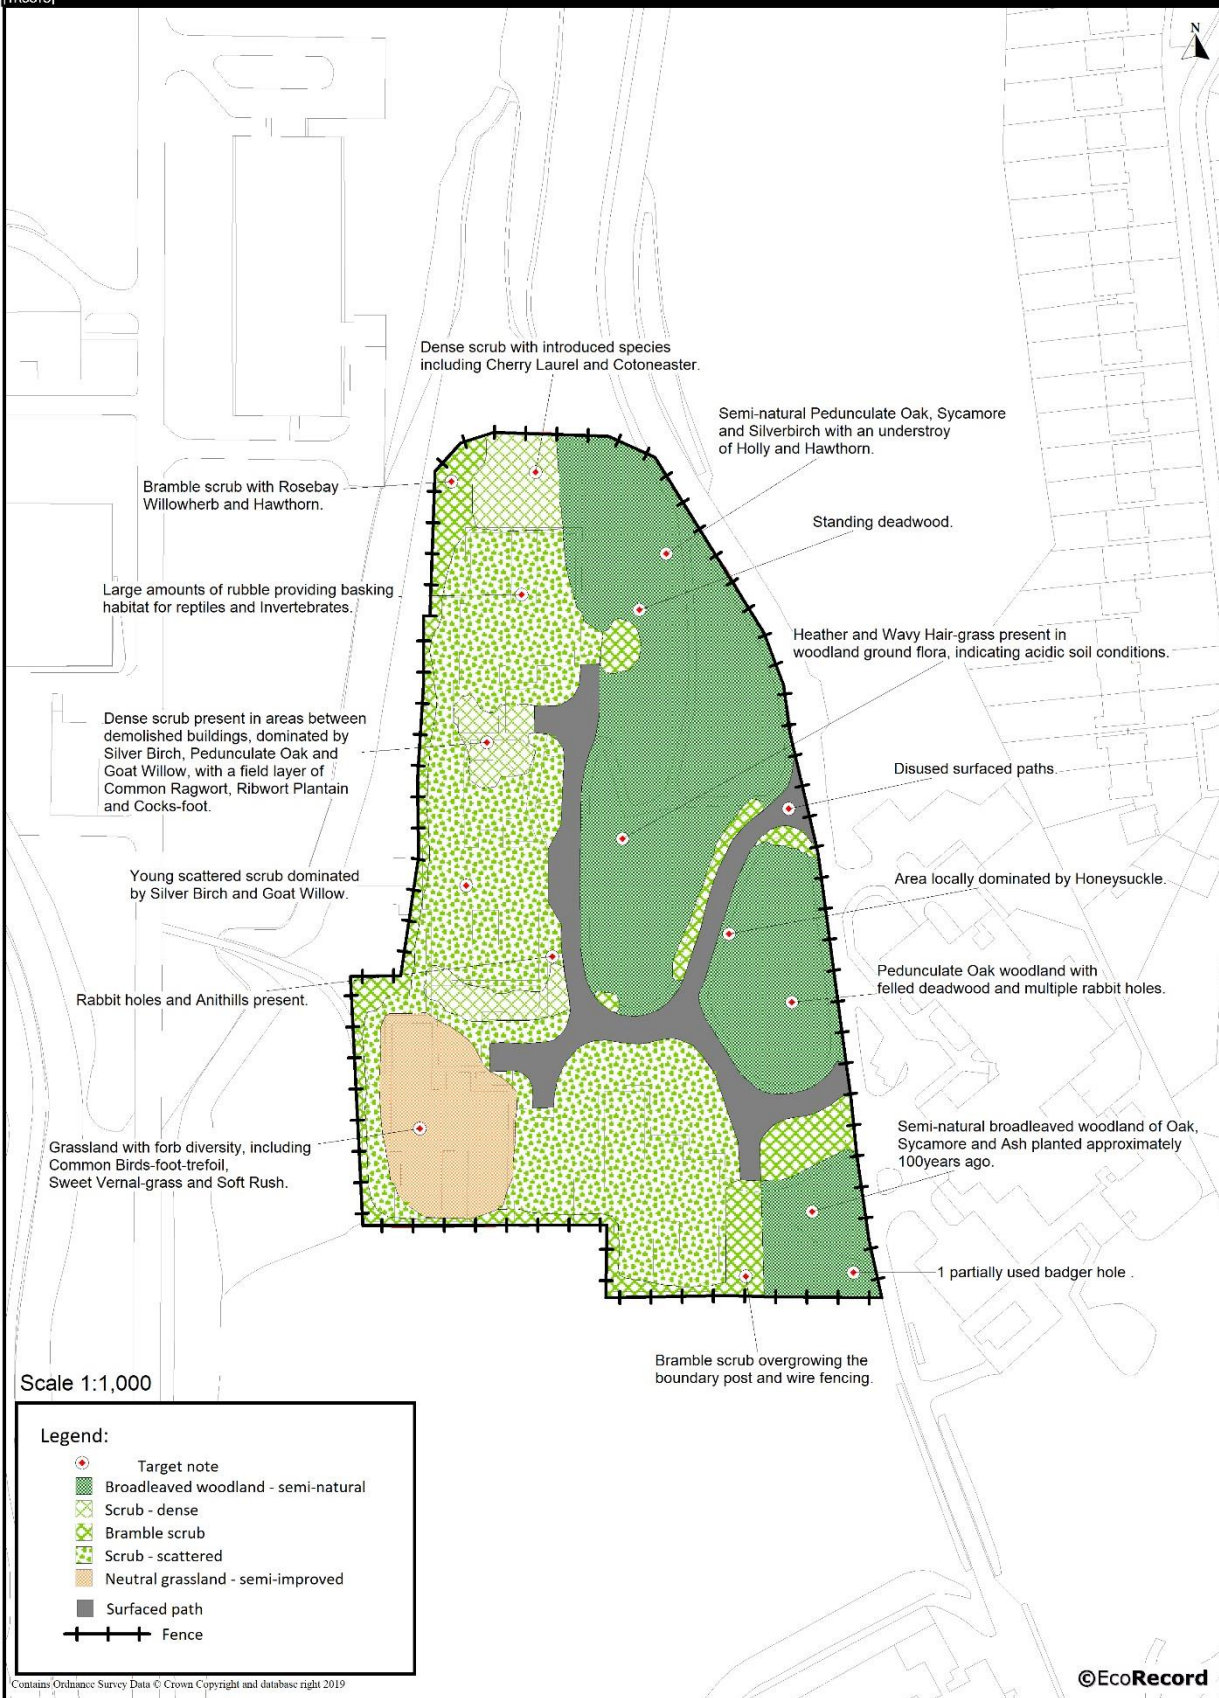 N
Dense scrub with introduced species
including Cherry Laurel and Cotoneaster.
Semi-natural Pedunculate Oak, Sycamore
and Silverbirch with an understroy
of Holly and Hawthorn.
Bramble scrub with Rosebay
Willowherb and Hawthorn.
Standing deadwood.
Large amounts of rubble providing basking
habitat for reptiles and Invertebrates.
Heather and Wavy Hair-grass present in
woodland ground flora, indicating acidic soil conditions.
Dense scrub present in areas between
demolished buildings, dominated by
Silver Birch, Pedunculate Oak and
Goat Willow, with a field layer of
Common Ragwort, Ribwort Plantain
and Cocks-foot.
Disused surfaced paths.
Young scattered scrub dominated
by Silver Birch and Goat Willow.
Area locally dominated by Honeysuckle.
Pedunculate Oak woodland with
felled deadwood and multiple rabbit holes.
Rabbit holes and Anithills present.
Grassland with forb diversity, including
Common Birds-foot-trefoil,
Sweet Vernal-grass and Soft Rush.
Semi-natural broadleaved woodland of Oak,
Sycamore and Ash planted approximately
100years ago.
1 partially used badger hole .
Bramble scrub overgrowing the
boundary post and wire fencing.
Scale 1:1,000
Legend:
Target note
Broadleaved woodland - semi-natural
Scrub - dense
Bramble scrub
Scrub - scattered
Neutral grassland - semi-improved
Surfaced path
Fence
Contains Ordnance Survey Data © Crown Copyright and database right 2019
©EcoRecord